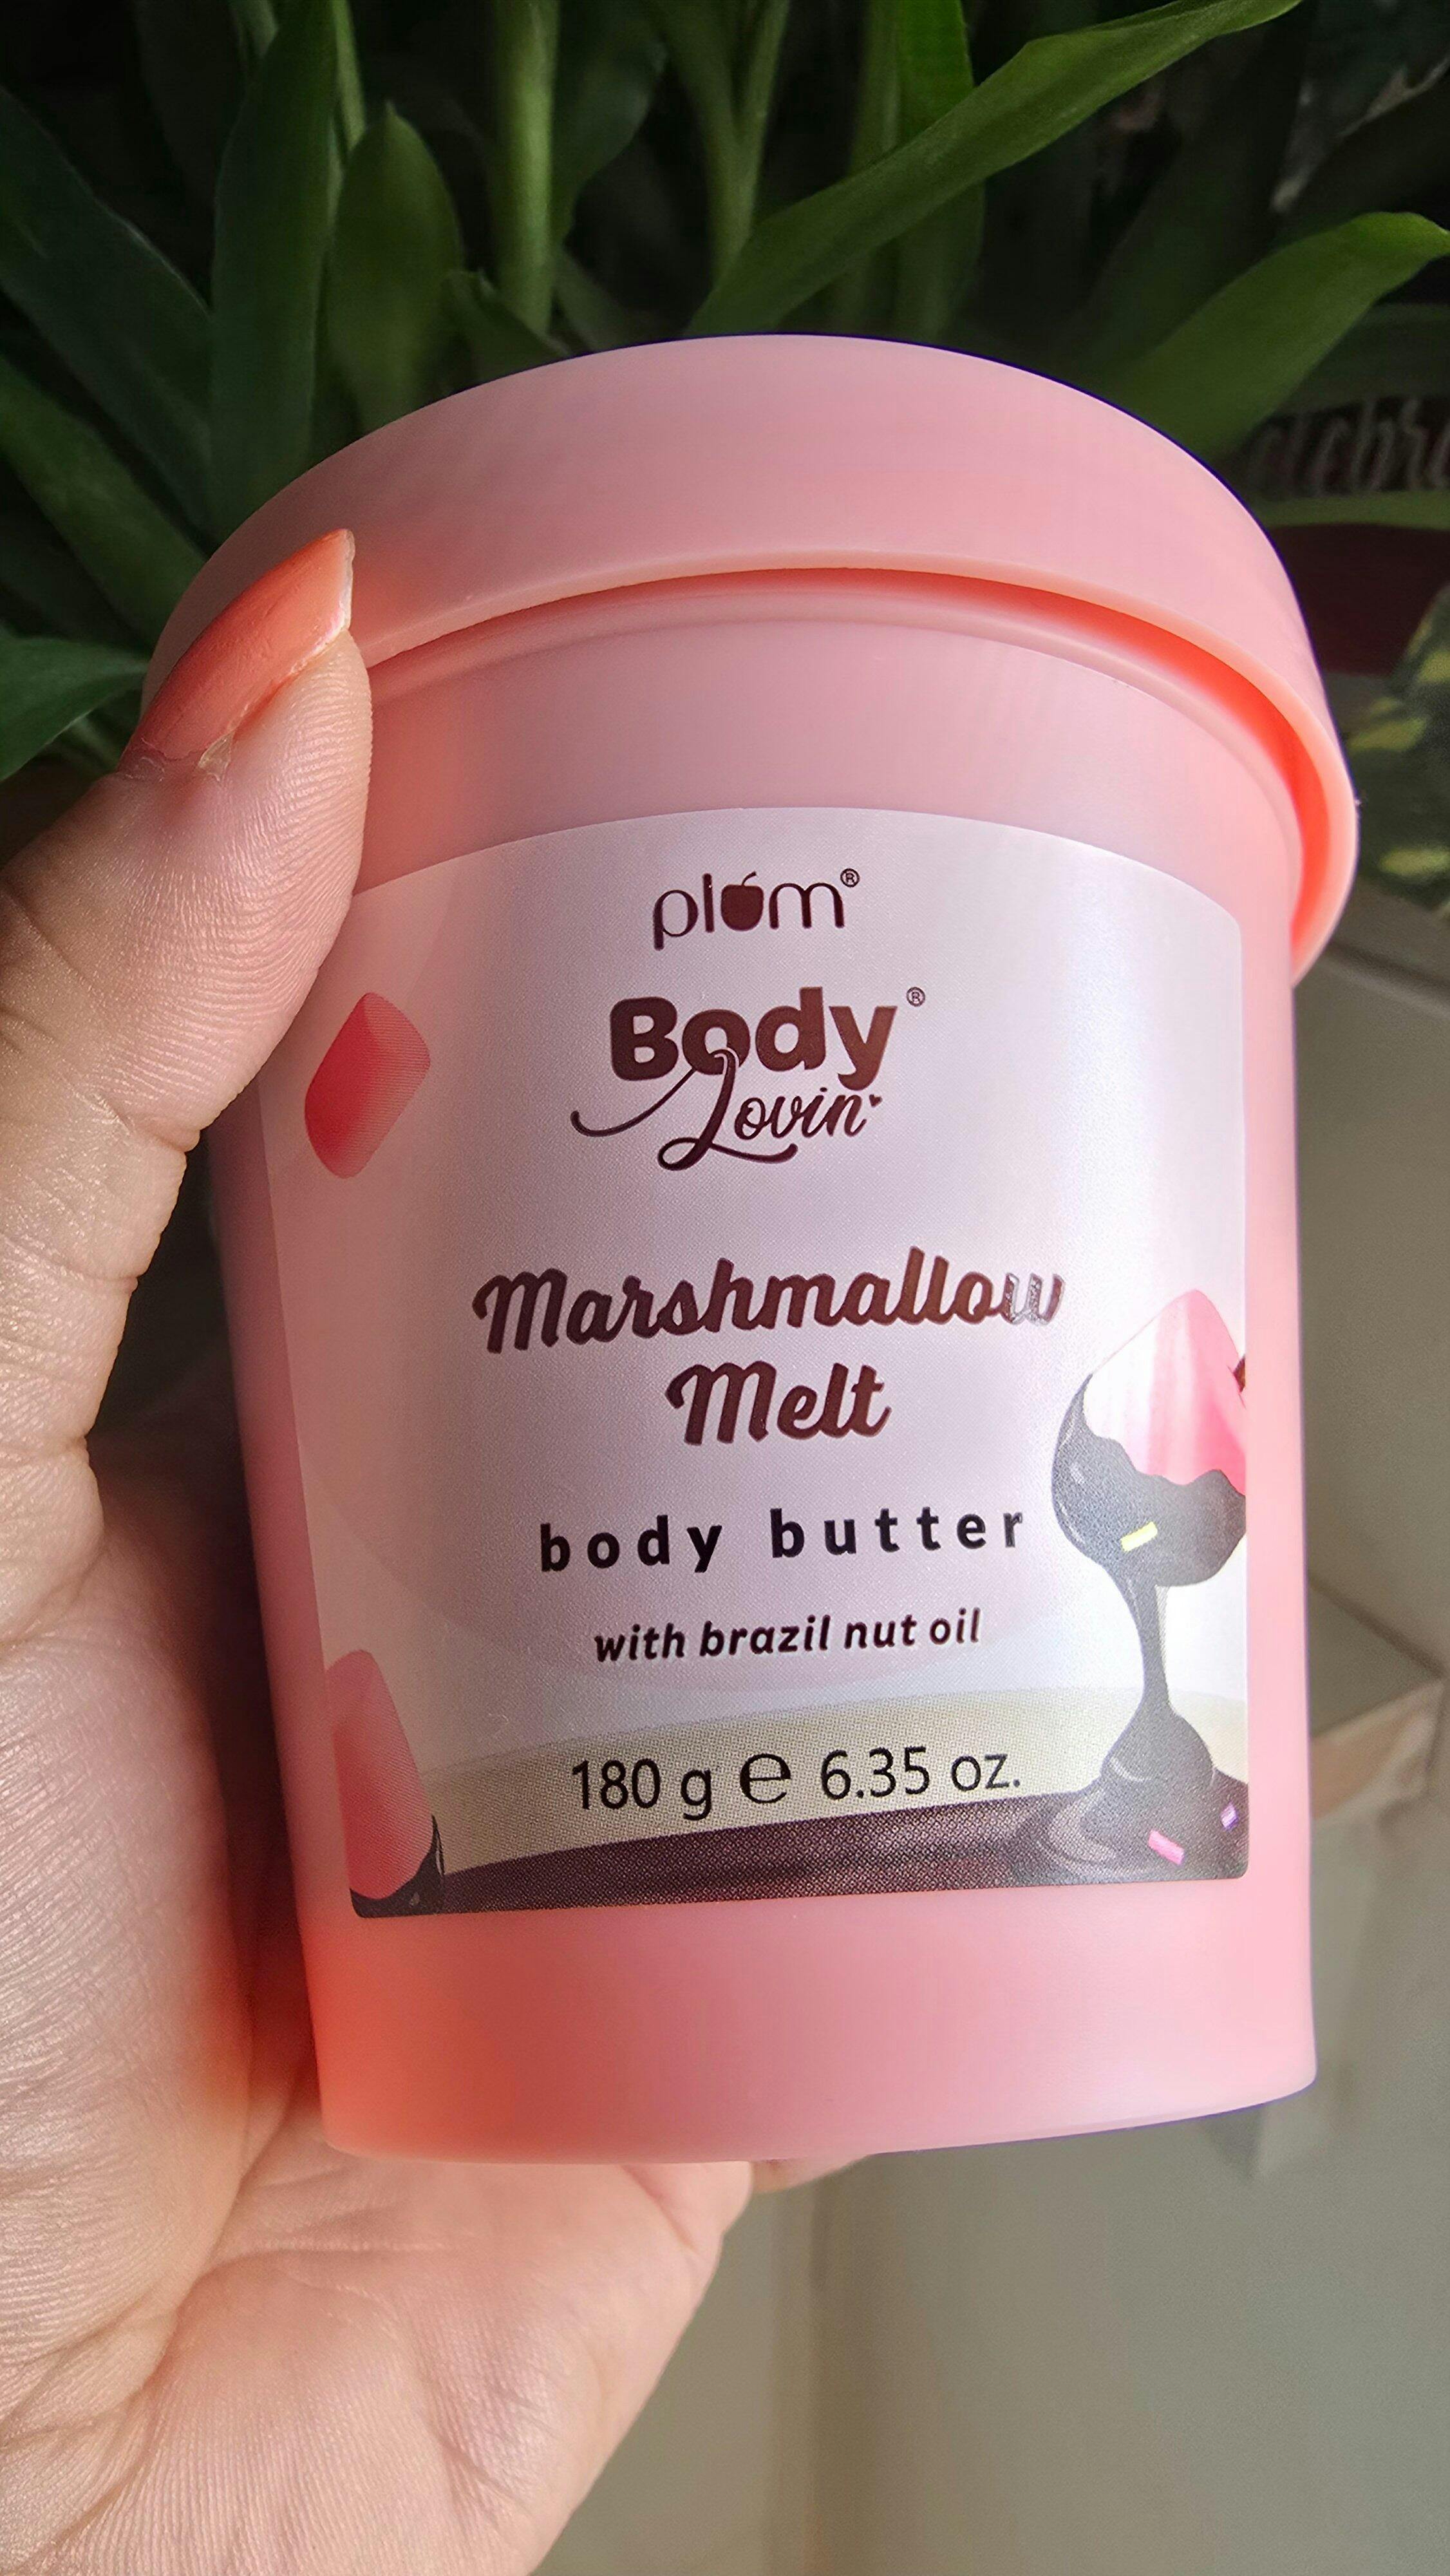 plum®
Body®
Lovin'
Marshmallow
Melt
body butter
with brazil nut oil
180 g ℮ 6.35 oz.